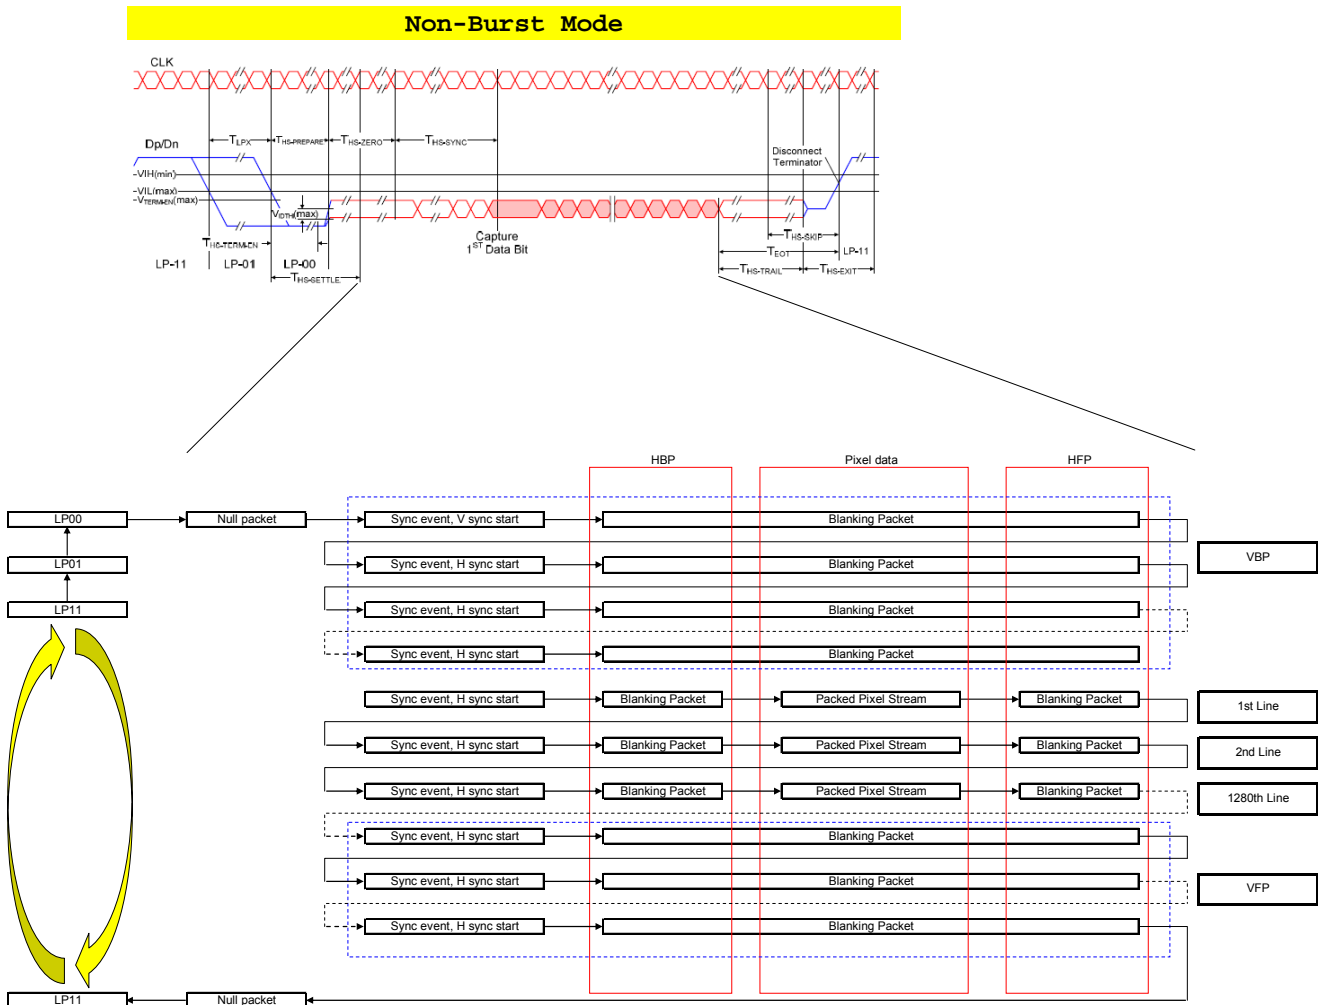 Non-Burst Mode
CLK
Dp/Dn
TLPX
THS-PREPARE
THS-ZERO
THS-SYNC
Disconnect
Terminator
VIH(min)
VIL(max)
VTERM-EN(max)
VIDTH(max)
THS-TERM-EN
Capture
1ST Data Bit
THS-SKIP
TEOT
LP-11
LP-11
LP-01
LP-00
THS-SETTLE
THS-TRAIL
THS-EXIT
HBP
Pixel data
HFP
LP00
Null packet
Sync event, V sync start
Blanking Packet
LP01
Sync event, H sync start
Blanking Packet
VBP
LP11
Sync event, H sync start
Blanking Packet
Sync event, H sync start
Blanking Packet
Sync event, H sync start
Blanking Packet
Packed Pixel Stream
Blanking Packet
1st Line
Sync event, H sync start
Blanking Packet
Packed Pixel Stream
Blanking Packet
2nd Line
Sync event, H sync start
Blanking Packet
Packed Pixel Stream
Blanking Packet
1280th Line
Sync event, H sync start
Blanking Packet
Sync event, H sync start
Blanking Packet
VFP
Sync event, H sync start
Blanking Packet
LP11
Null packet